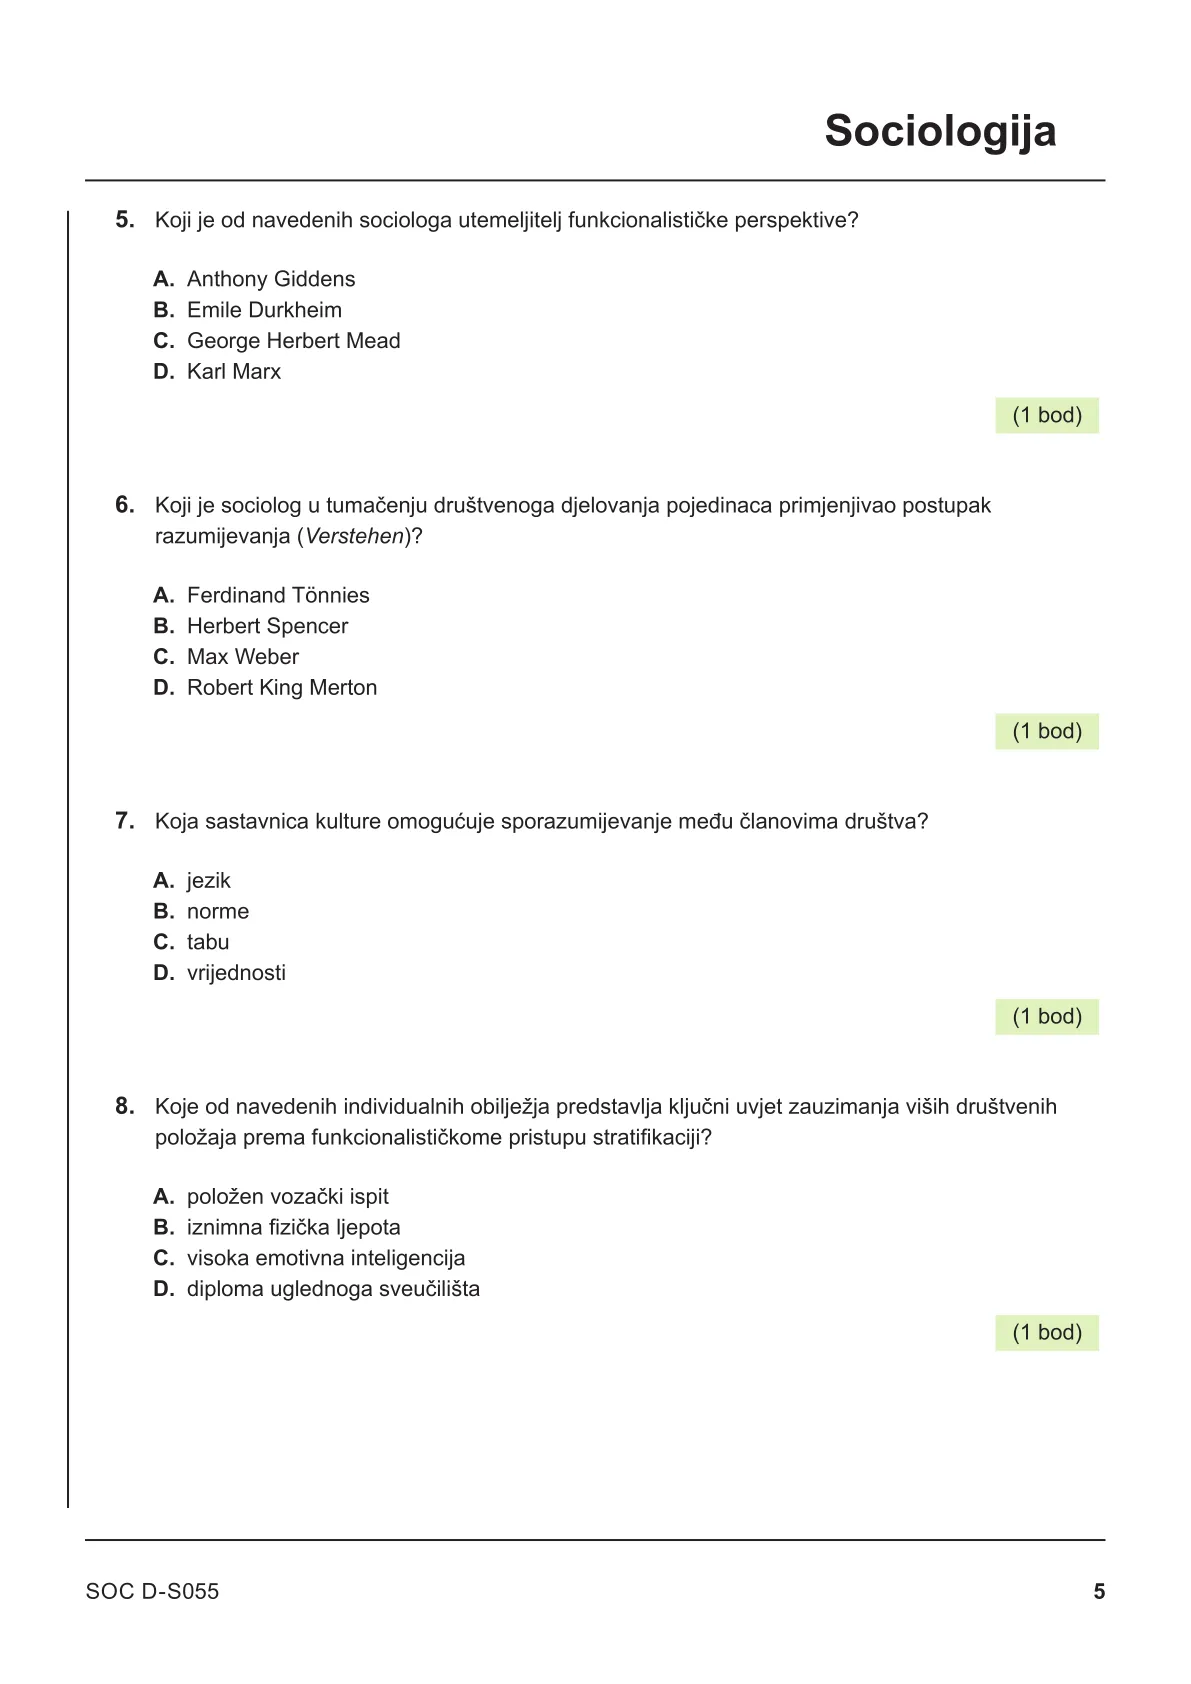 Sociologija
5. Koji je od navedenih sociologa utemeljitelj funkcionalističke perspektive?
A. Anthony Giddens
B. Emile Durkheim
C. George Herbert Mead
D. Karl Marx
(1 bod)
6. Koji je sociolog u tumačenju društvenoga djelovanja pojedinaca primjenjivao postupak
razumijevanja (Verstehen)?
A. Ferdinand Tönnies
B. Herbert Spencer
C. Max Weber
D. Robert King Merton
(1 bod)
7. Koja sastavnica kulture omogućuje sporazumijevanje među članovima društva?
A. jezik
B. norme
C. tabu
D. vrijednosti
(1 bod)
8. Koje od navedenih individualnih obilježja predstavlja ključni uvjet zauzimanja viših društvenih
položaja prema funkcionalističkome pristupu stratifikaciji?
A. položen vozački ispit
B. iznimna fizička ljepota
C. visoka emotivna inteligencija
D. diploma uglednoga sveučilišta
(1 bod)
SOC D-S055
5